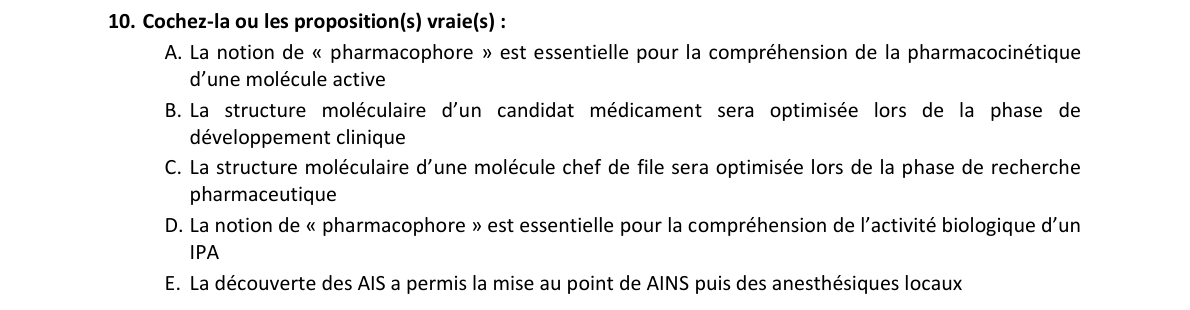 10. Cochez-la ou les proposition(s) vraie(s) :
A. La notion de « pharmacophore » est essentielle pour la compréhension de la pharmacocinétique
d’une molécule active
B. La structure moléculaire d’un candidat médicament sera optimisée lors de la phase de
développement clinique
C. La structure moléculaire d’une molécule chef de file sera optimisée lors de la phase de recherche
pharmaceutique
D. La notion de « pharmacophore » est essentielle pour la compréhension de l’activité biologique d’un
IPA
E. La découverte des AIS a permis la mise au point de AINS puis des anesthésiques locaux